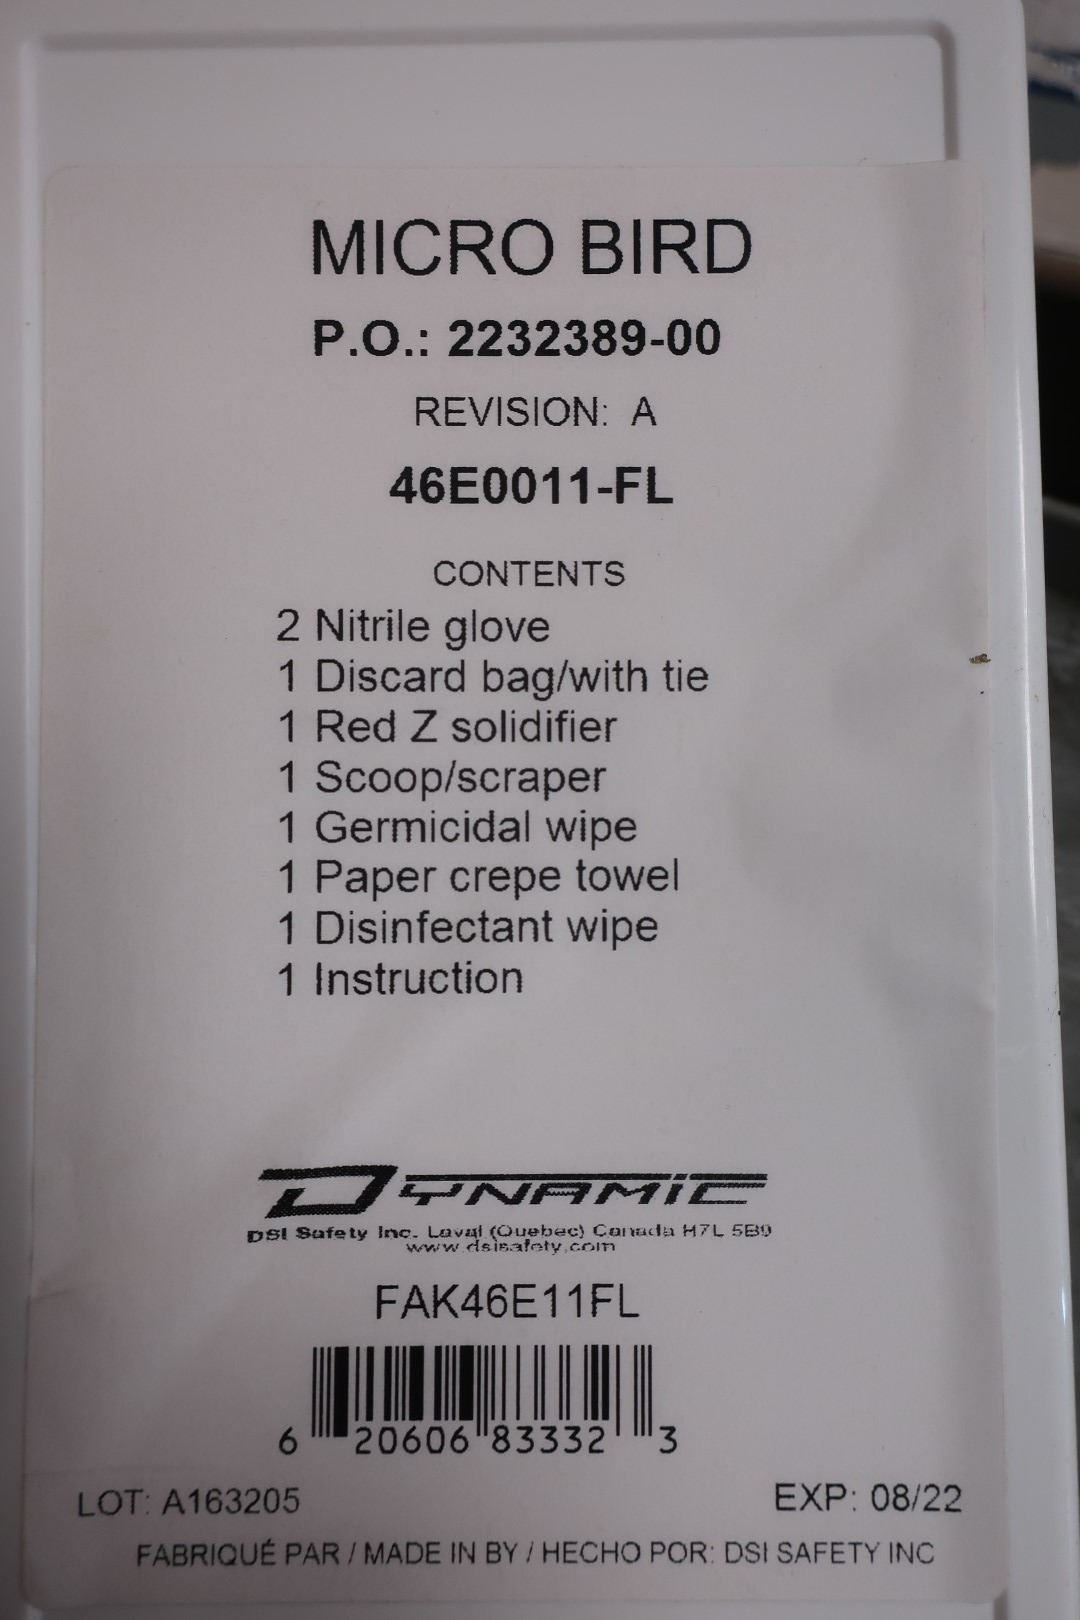 MICRO BIRD
P.O.: 2232389-00
REVISION: A
46E0011-FL
CONTENTS
2 Nitrile glove
1 Discard bag/with tie
1 Red Z solidifier
1 Scoop/scraper
1 Germicidal wipe
1 Paper crepe towel
1 Disinfectant wipe
1 Instruction
DYNAMIC
DSI Safety Inc. Laval (Quebec) Canada H7L 5B9
www.dsisafety.com
FAK46E11FL
6 20606 83332 3
LOT: A163205 EXP: 08/22
FABRIQUÉ PAR / MADE IN BY / HECHO POR: DSI SAFETY INC